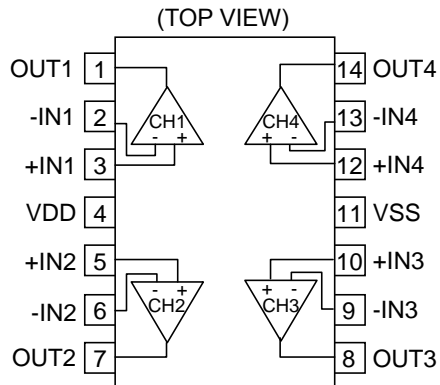 (TOP VIEW)
OUT1 1 14 OUT4
-IN1 2 CH1 - + CH4 + - 13 -IN4
+IN1 3 12 +IN4
VDD 4 11 VSS
+IN2 5 10 +IN3
-IN2 6 - + CH2 + - CH3 9 -IN3
OUT2 7 8 OUT3